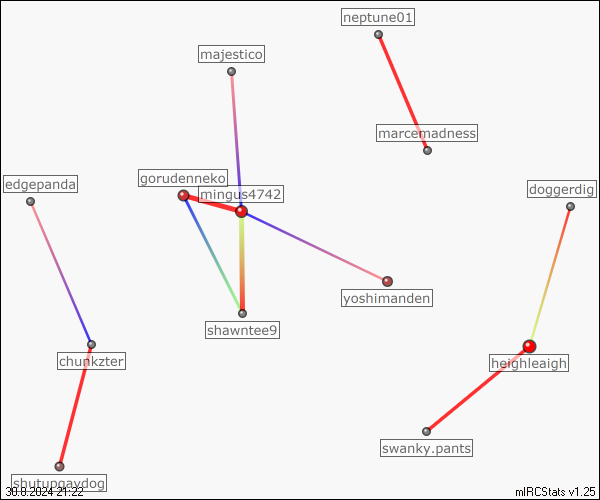 neptune01
majestico
marcemadness
gorudenneko
edgepanda
mingus4742
doggerdig
yoshimanden
shawntee9
chunkzter
heighleaigh
swanky.pants
shutupgaydog
30.8.2024 21:22
mIRCStats v1.25